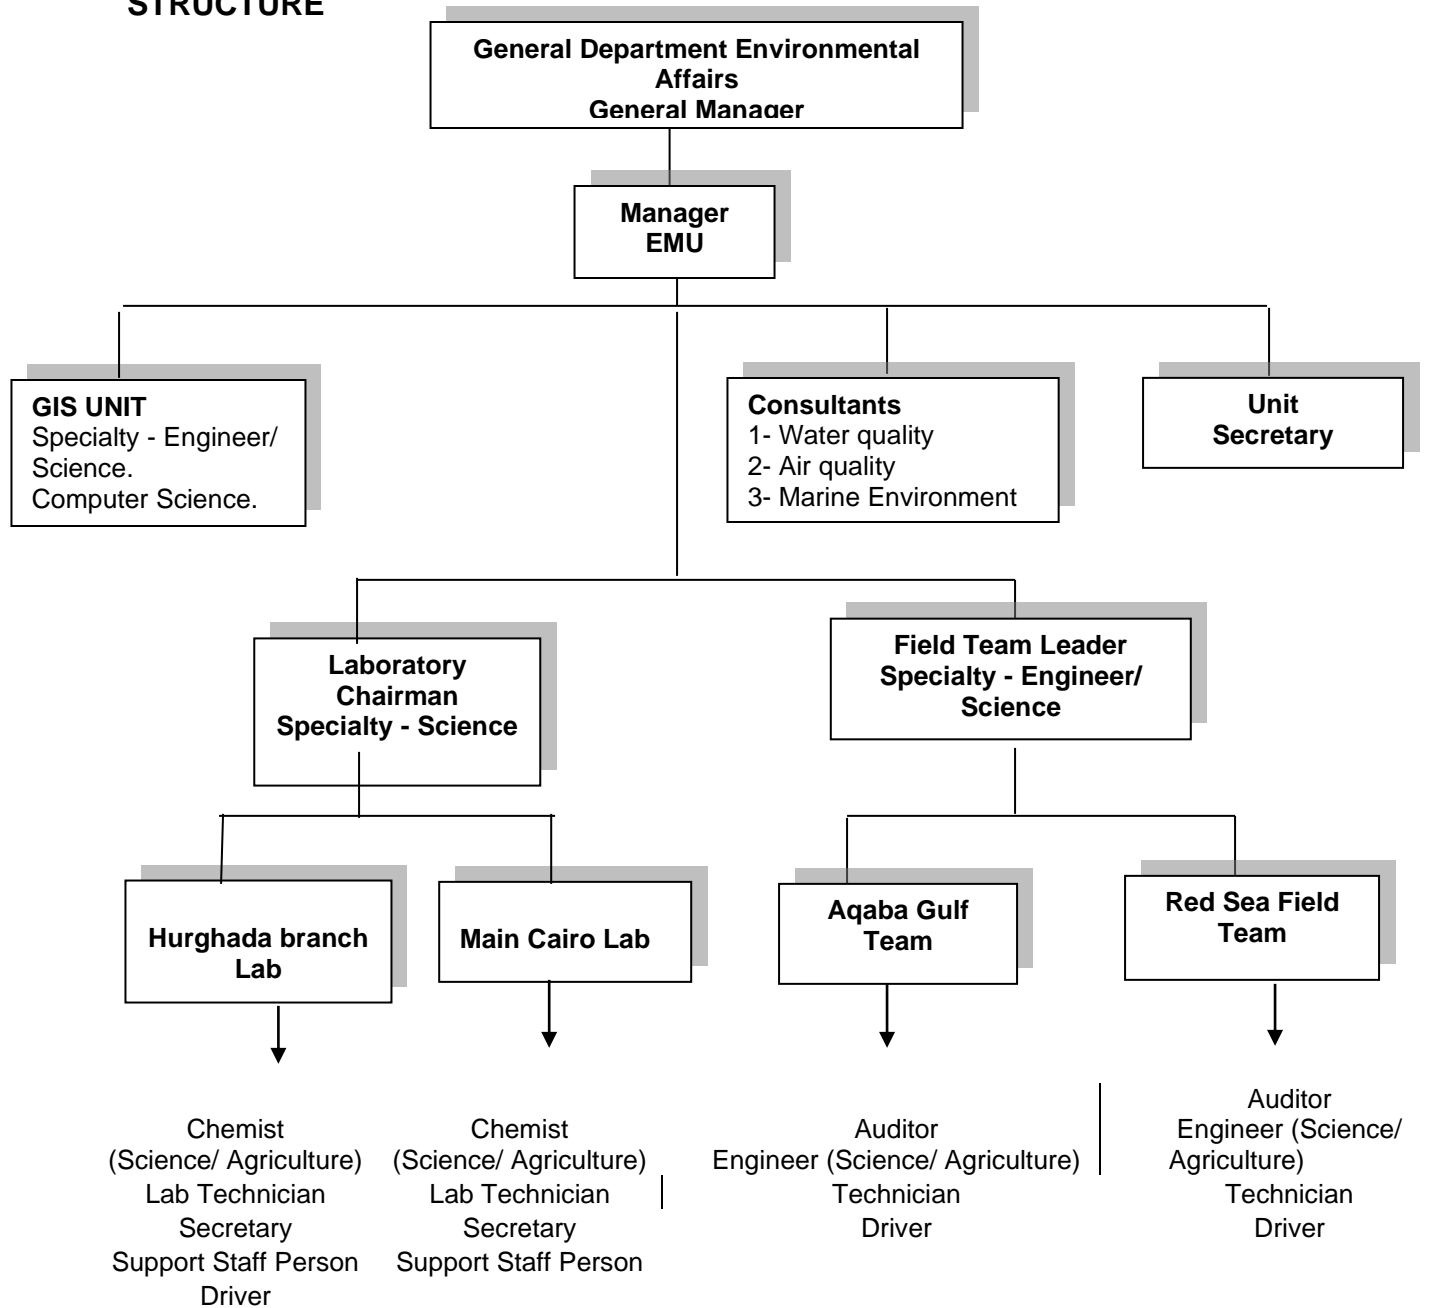 STRUCTURE
General Department Environmental
Affairs
General Manager
Manager
EMU
GIS UNIT
Specialty - Engineer/
Science.
Computer Science.
Consultants
1- Water quality
2- Air quality
3- Marine Environment
Unit
Secretary
Laboratory
Chairman
Specialty - Science
Field Team Leader
Specialty - Engineer/
Science
Hurghada branch
Lab
Main Cairo Lab
Aqaba Gulf
Team
Red Sea Field
Team
Chemist
(Science/ Agriculture)
Lab Technician
Secretary
Support Staff Person
Driver
Chemist
(Science/ Agriculture)
Lab Technician
Secretary
Support Staff Person
Auditor
Engineer (Science/ Agriculture)
Technician
Driver
Auditor
Engineer (Science/
Agriculture)
Technician
Driver